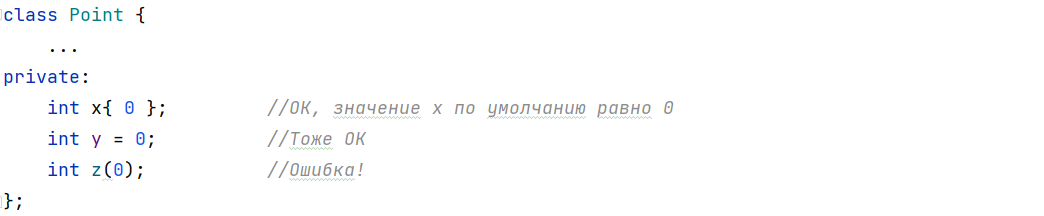 class Point {
    ...
private:
    int x{ 0 };         //ОК, значение x по умолчанию равно 0
    int y = 0;          //Тоже ОК
    int z(0);           //Ошибка!
};